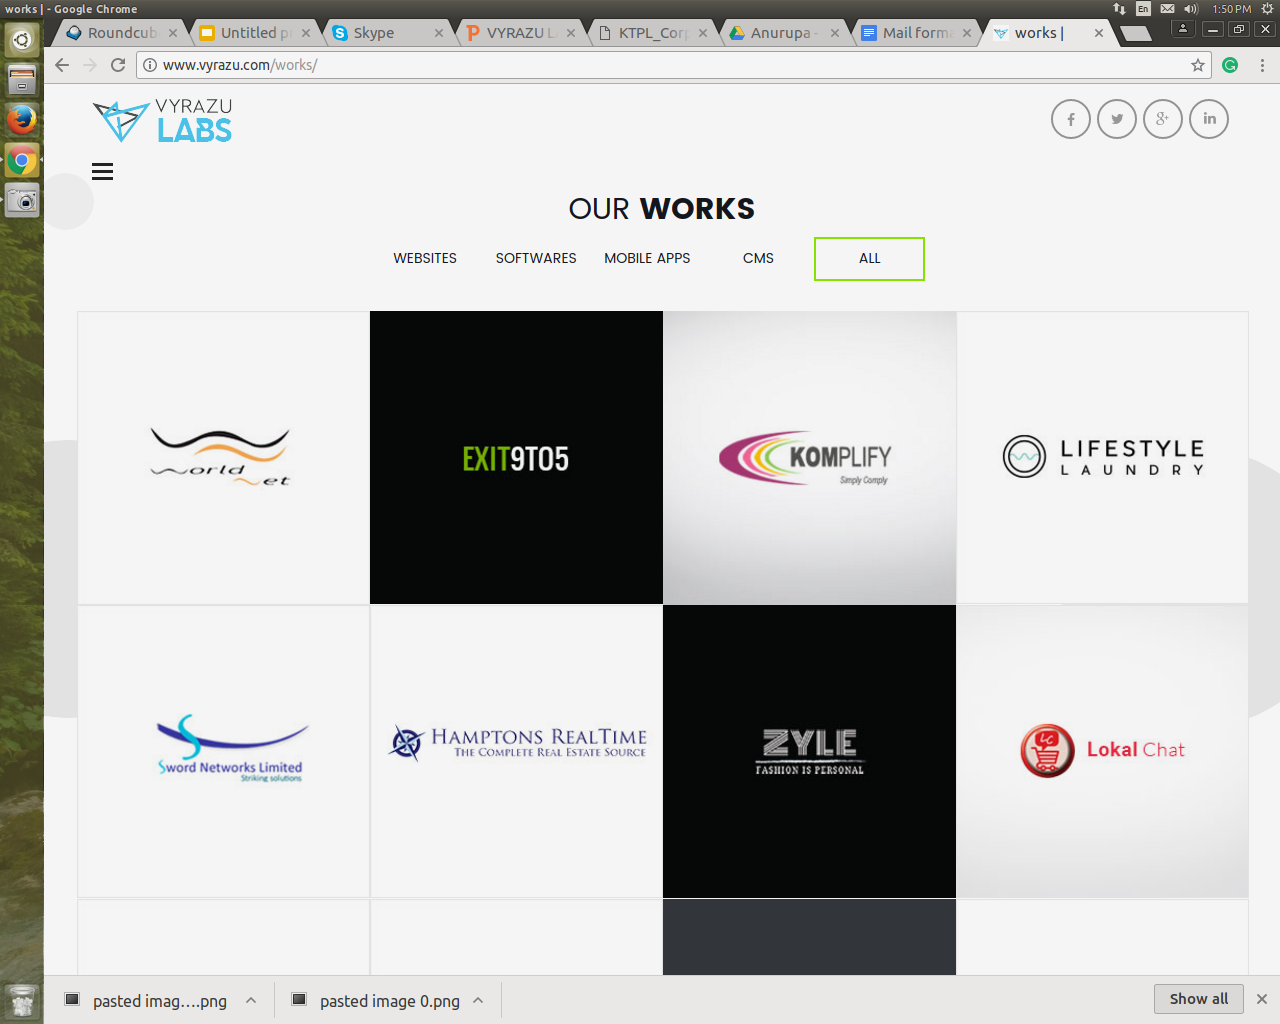 works | - Google Chrome
En
1:50 PM
Roundcub
Untitled p
Skype
VYRAZU L
KTPL_Corp
Anurupa -
Mail forma
works |
www.vyrazu.com/works/
VYRAZU
LABS
OUR WORKS
WEBSITES SOFTWARES MOBILE APPS CMS ALL
World
Net
EXIT9TO5
KOMPLIFY
Simply Comply
LIFESTYLE
LAUNDRY
Sword Networks Limited
Striking solutions
HAMPTONS REALTIME
THE COMPLETE REAL ESTATE SOURCE
ZYLE
FASHION IS PERSONAL
LC
Lokal Chat
pasted imag....png
pasted image 0.png
Show all